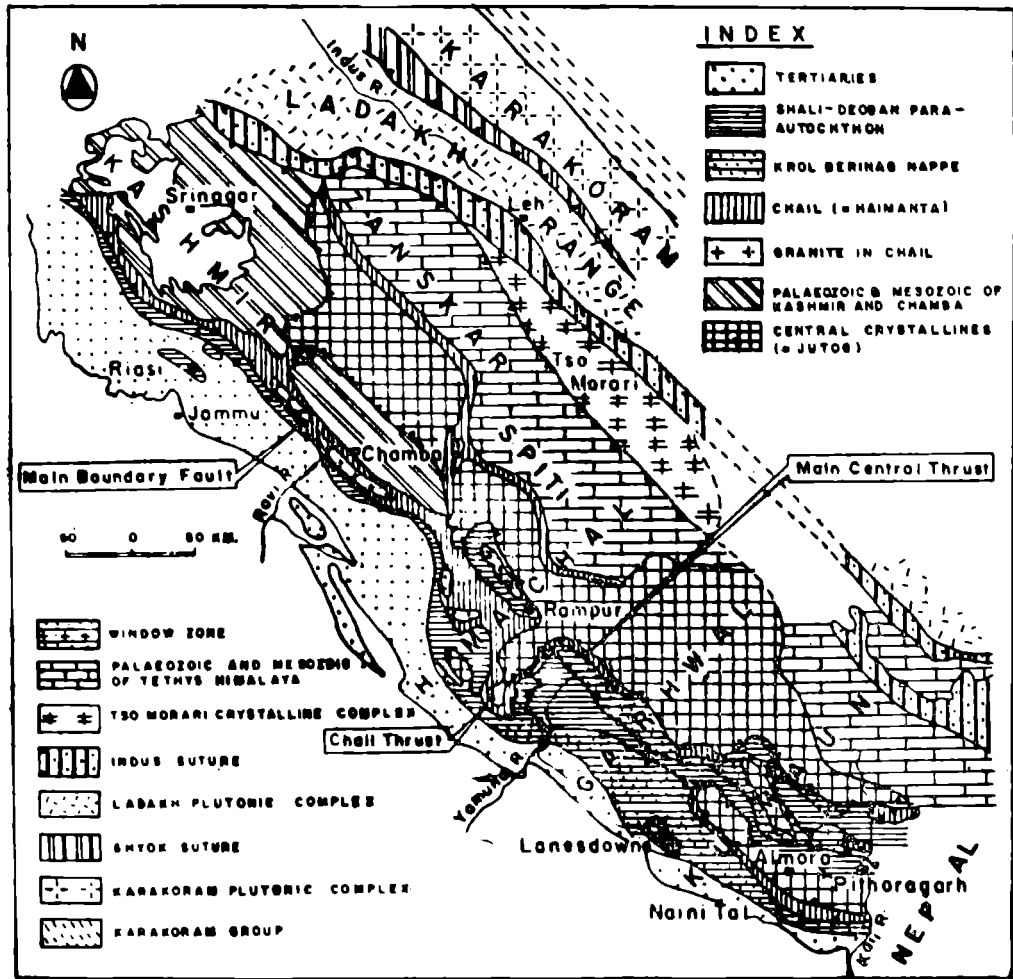 N
INDEX
TERTIARIES
SHALI-DEOBAN PARA-
AUTOCHTHON
KROL BERINAG NAPPE
CHAIL (= HAIMANTA)
GRANITE IN CHAIL
PALAEOZOIC & MESOZOIC OF
KASHMIR AND CHAMBA
CENTRAL CRYSTALLINES
(= JUTOG)
Indus R.
KARAKORAM
LADAKH RANGE
KASHMIR
Srinagar
Leh
ZANSKAR
SPITI
Tso
Morari
Riasi
Jammu
Chamba
Main Boundary Fault
Ravi R.
Main Central Thrust
50 0 50 KM.
HIMACHAL
Rampur
GARHWAL
KUMAUN
WINDOW ZONE
PALAEOZOIC AND MESOZOIC
OF TETHYS HIMALAYA
TSO MORARI CRYSTALLINE COMPLEX
INDUS SUTURE
LADAKH PLUTONIC COMPLEX
SHYOK SUTURE
KARAKORAM PLUTONIC COMPLEX
KARAKORAM GROUP
Chail Thrust
Yamuna R.
Lanesdown
Almora
Pithoragarh
Naini Tal
Kali R.
NEPAL